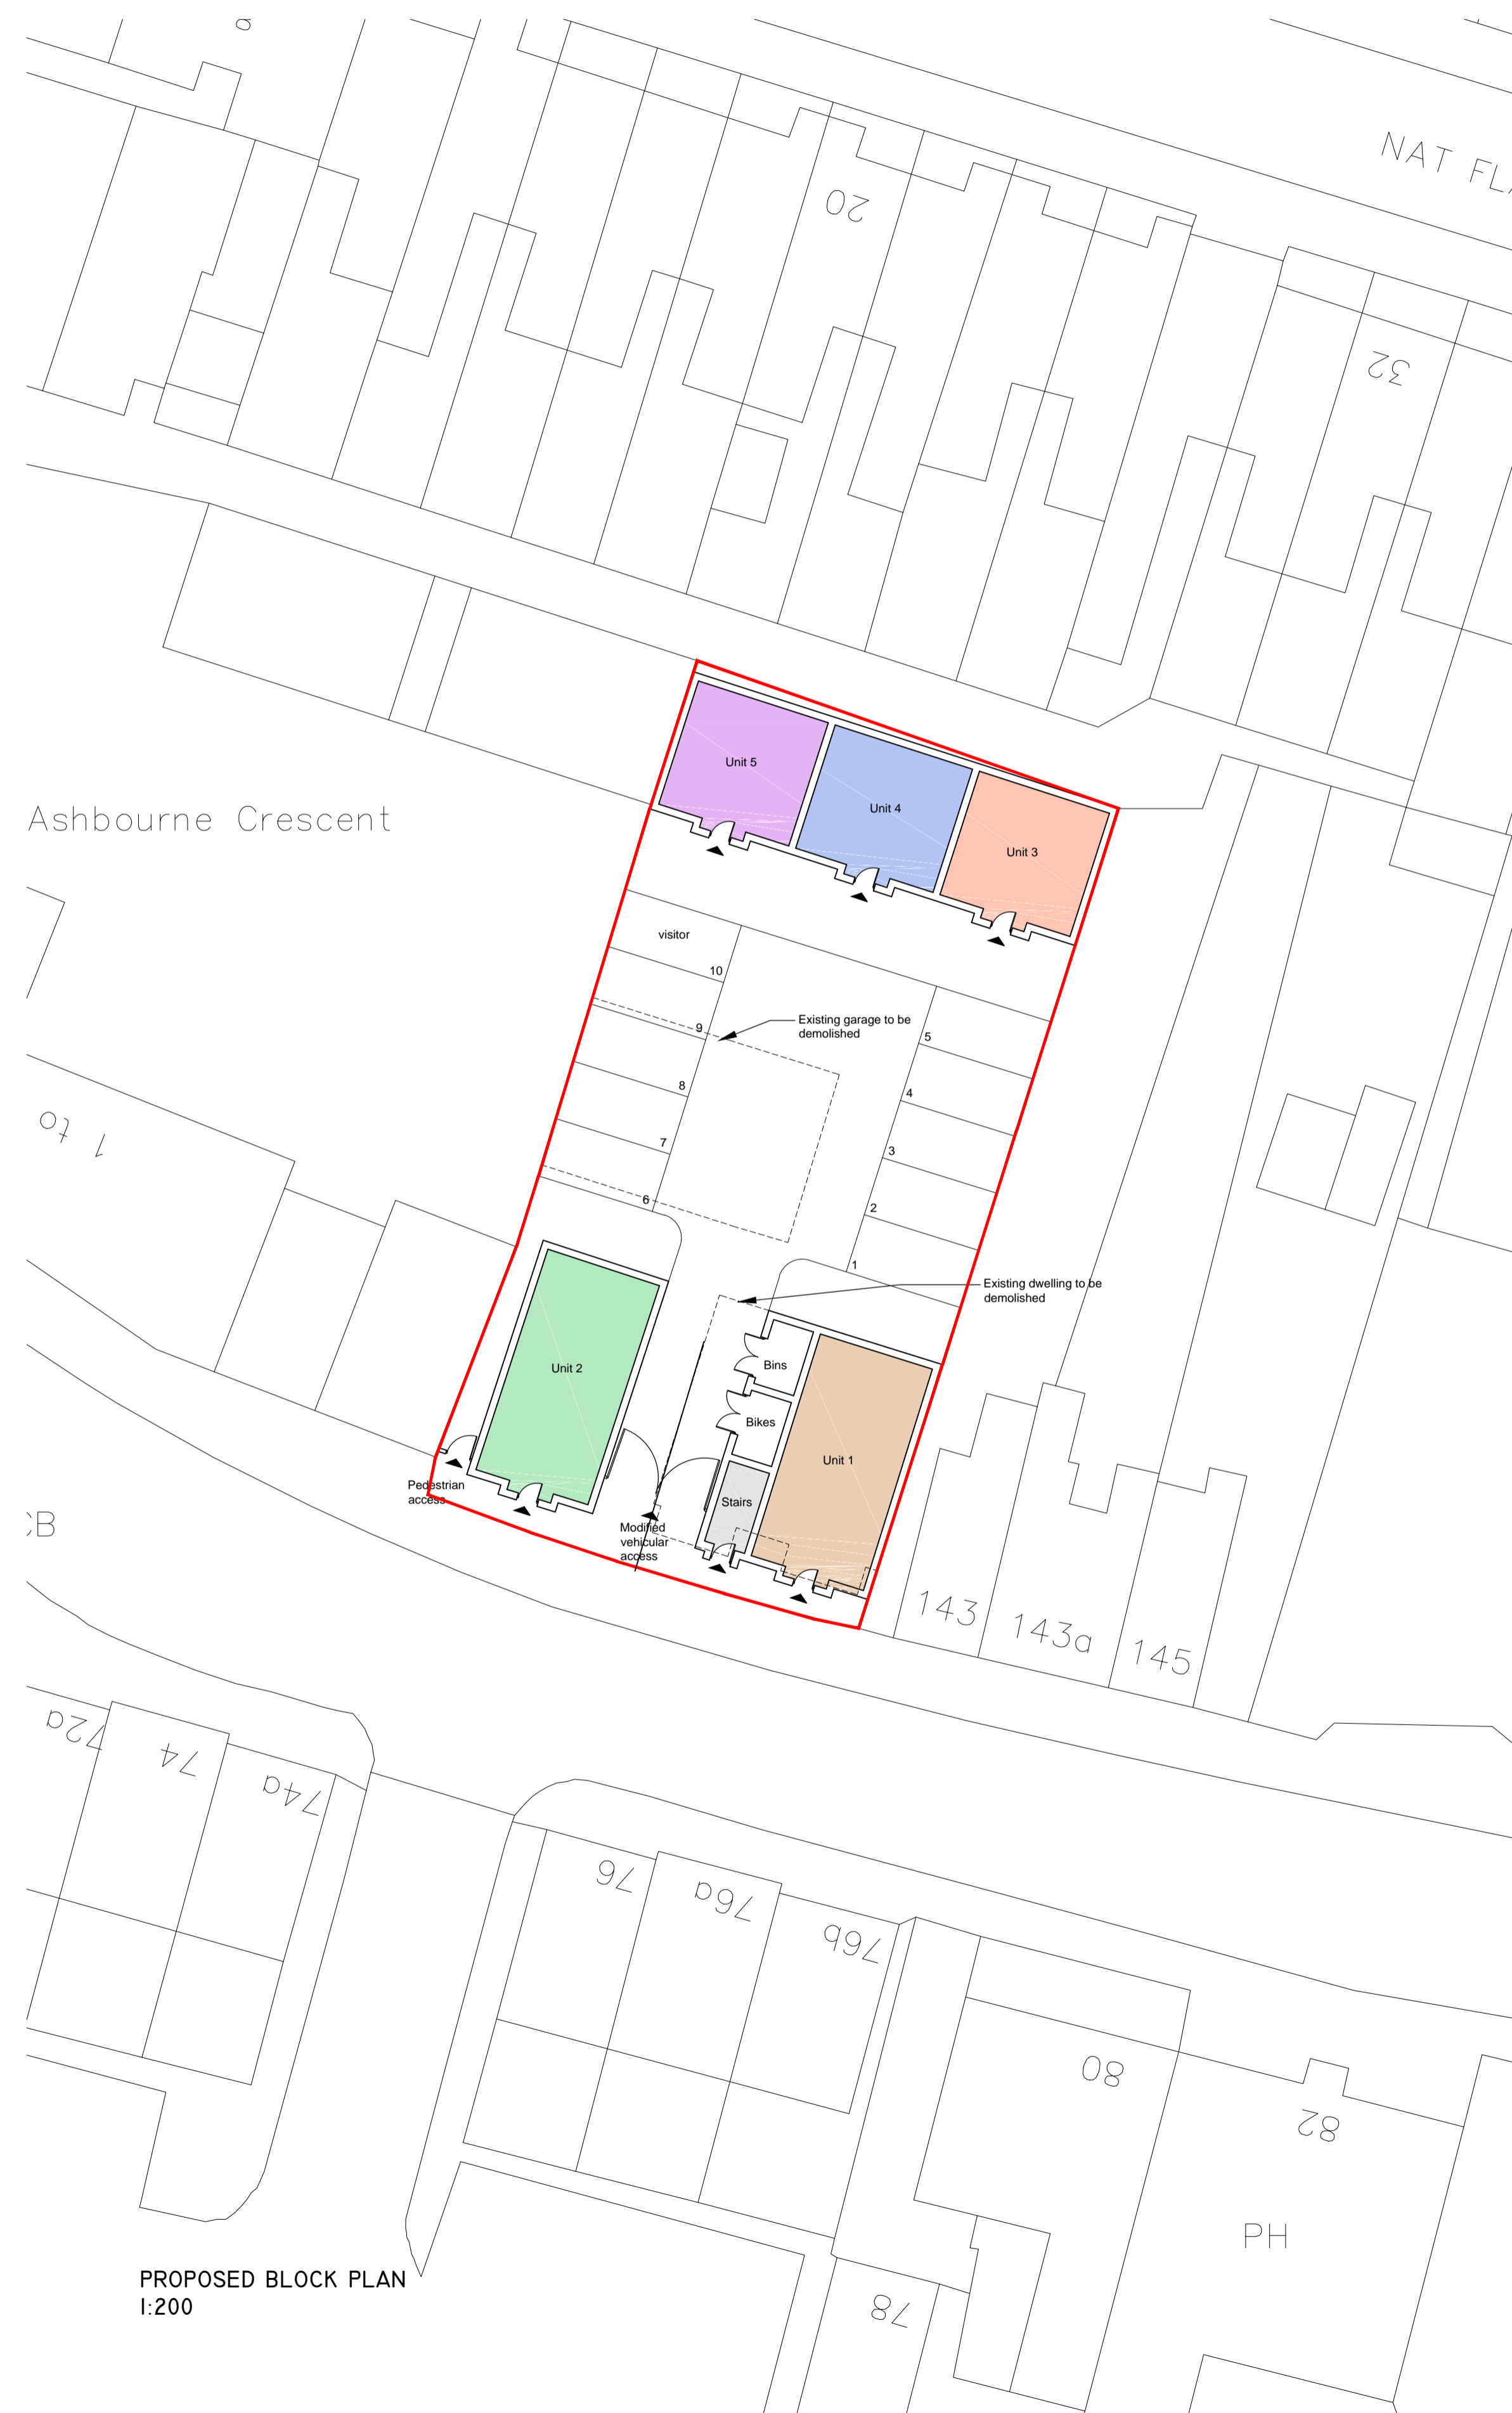 8
NAT FLA
20
32
Unit 5
Unit 4
Unit 3
Ashbourne Crescent
visitor
10
9
8
7
6
Existing garage to be
demolished
5
4
3
2
1
1 to
Existing dwelling to be
demolished
Unit 2
Bins
Bikes
Unit 1
Stairs
Pedestrian
access
Modified
vehicular
access
CB
143
143a
145
72a
74
74a
76
76a
76b
80
82
PH
78
PROPOSED BLOCK PLAN
1:200